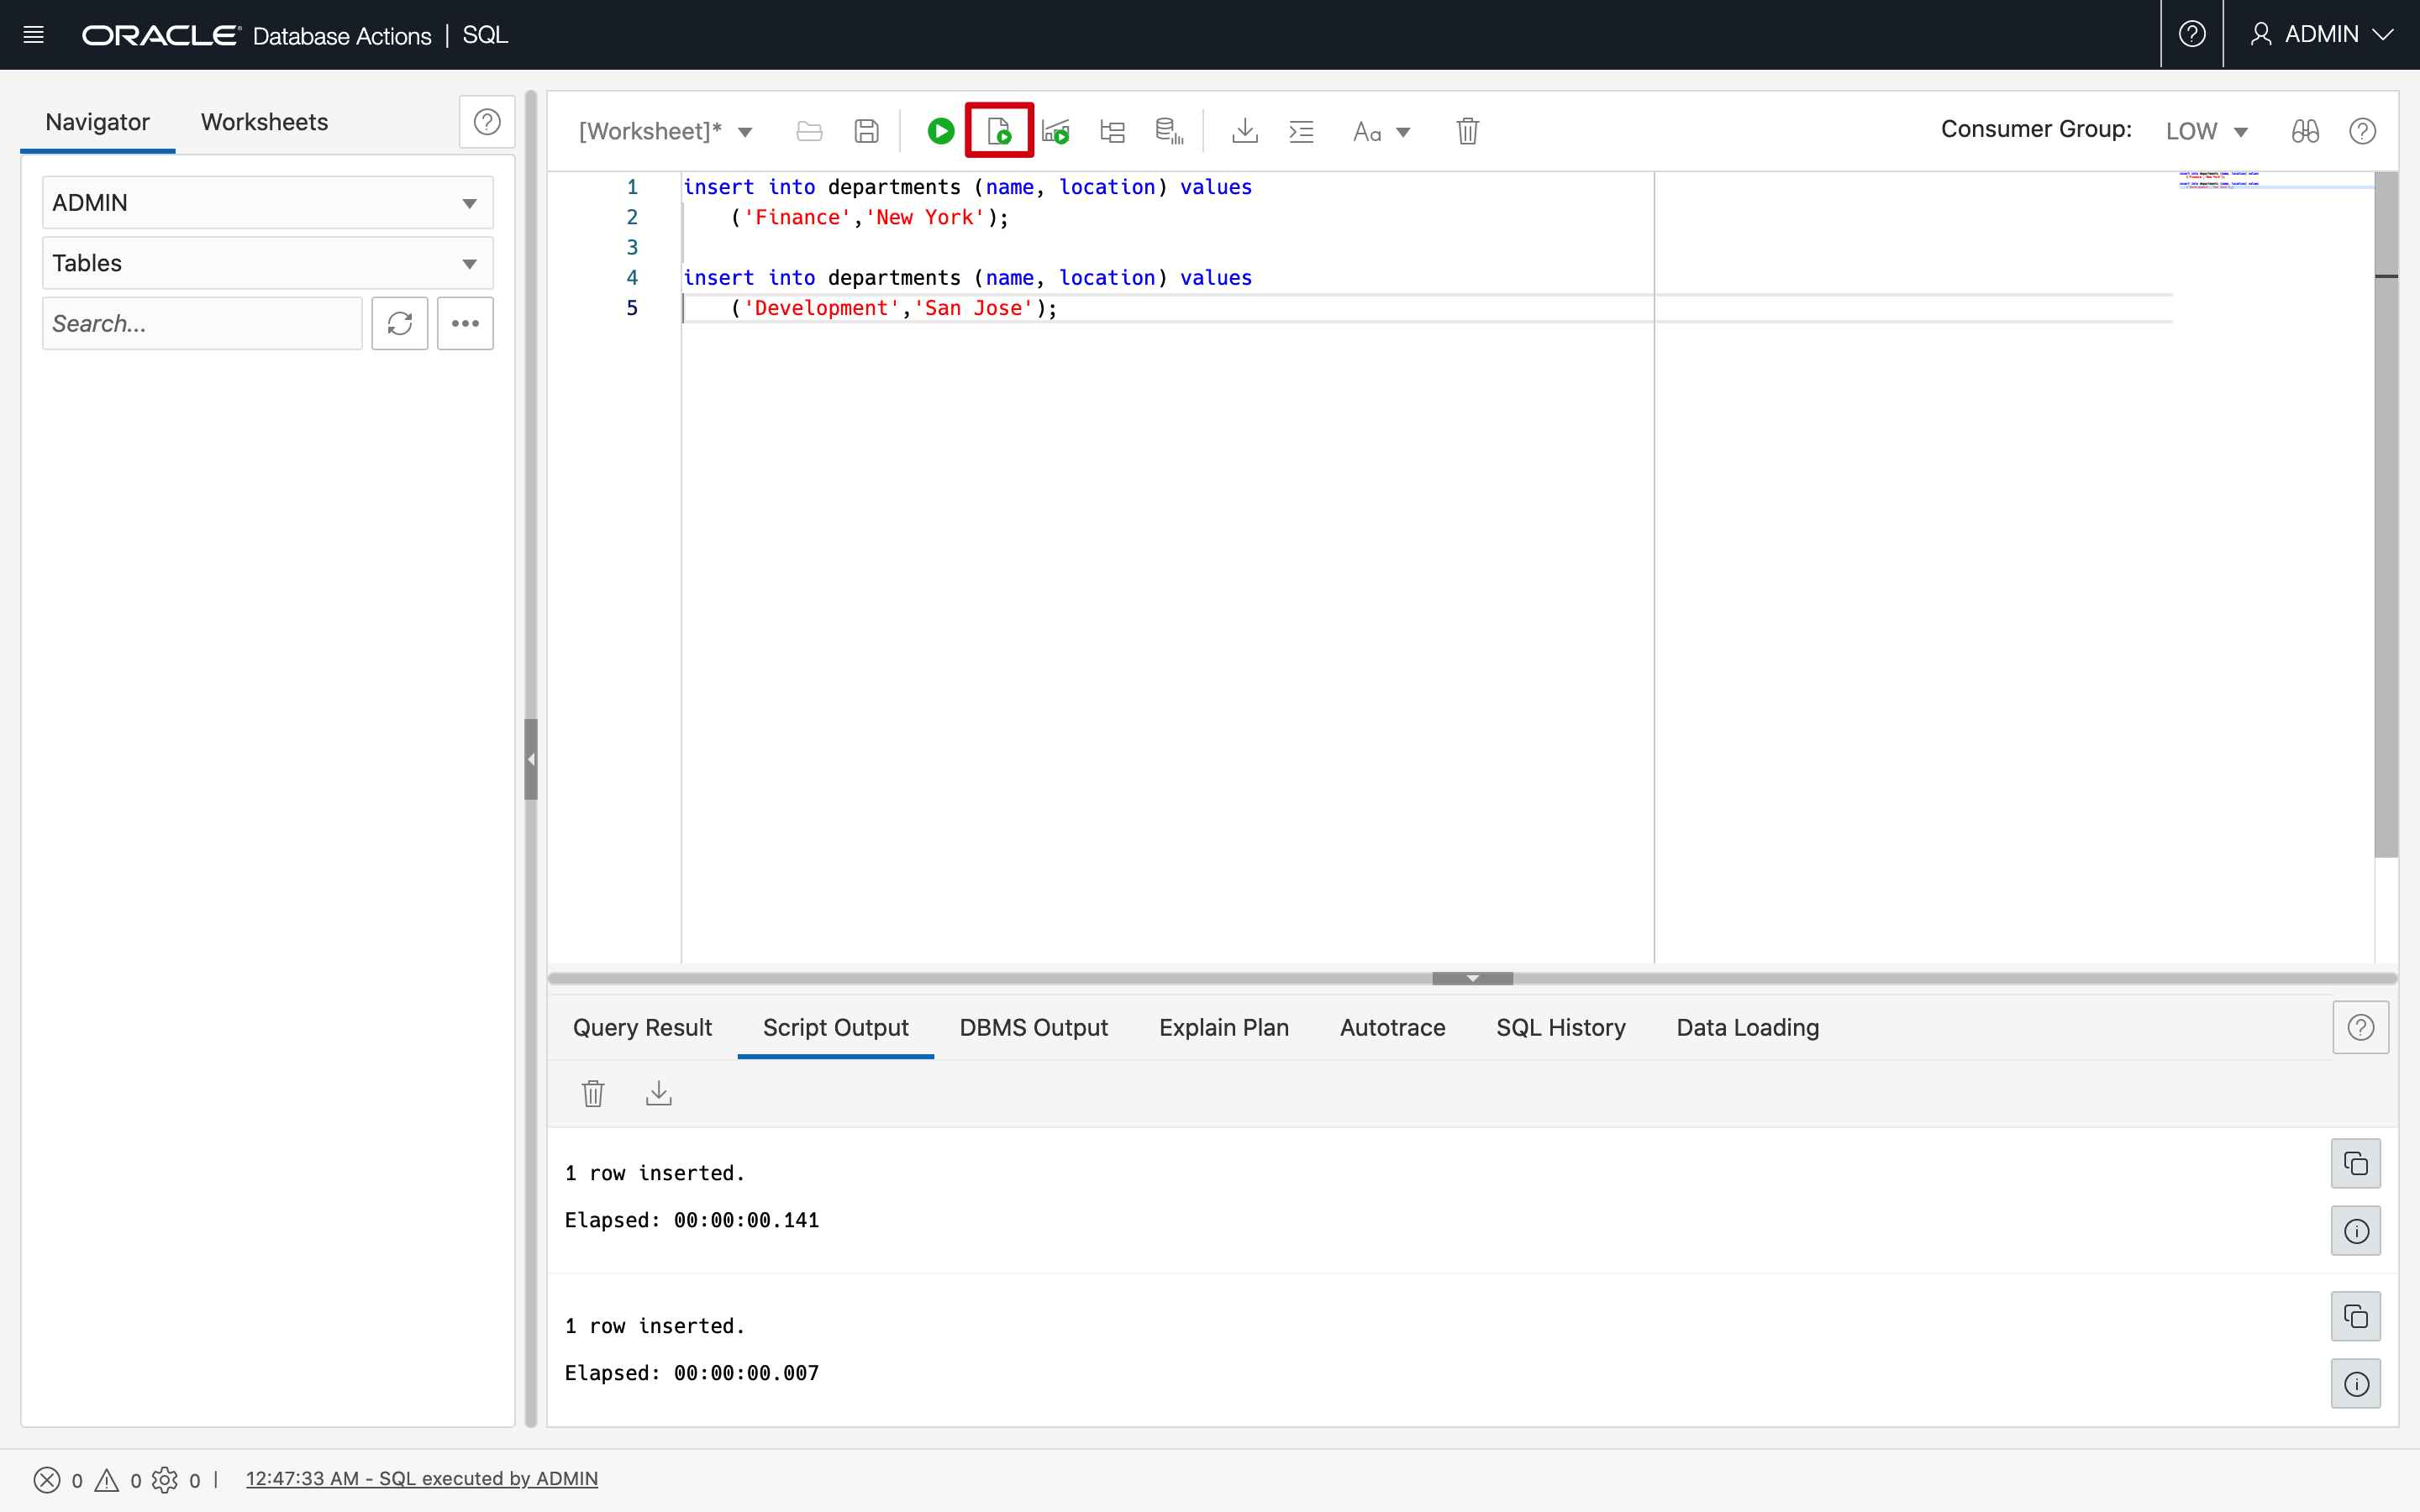 ORACLE Database Actions | SQL
ADMIN
Navigator
Worksheets
ADMIN
Tables
Search...
[Worksheet]*
Aa
Consumer Group:
LOW
1 insert into departments (name, location) values
2 ('Finance','New York');
3
4 insert into departments (name, location) values
5 ('Development','San Jose');
Query Result
Script Output
DBMS Output
Explain Plan
Autotrace
SQL History
Data Loading
1 row inserted.
Elapsed: 00:00:00.141
1 row inserted.
Elapsed: 00:00:00.007
0 0 0 | 12:47:33 AM - SQL executed by ADMIN